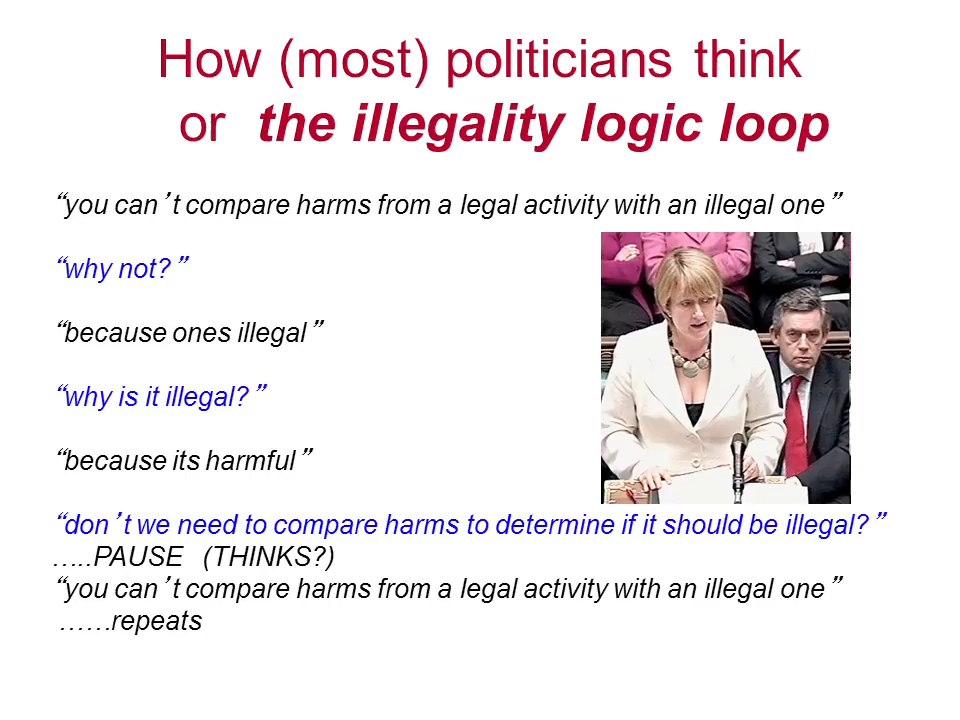 How (most) politicians think
or the illegality logic loop
“you can’t compare harms from a legal activity with an illegal one”
“why not?”
“because ones illegal”
“why is it illegal?”
“because its harmful”
“don’t we need to compare harms to determine if it should be illegal?”
…..PAUSE (THINKS?)
“you can’t compare harms from a legal activity with an illegal one”
……repeats